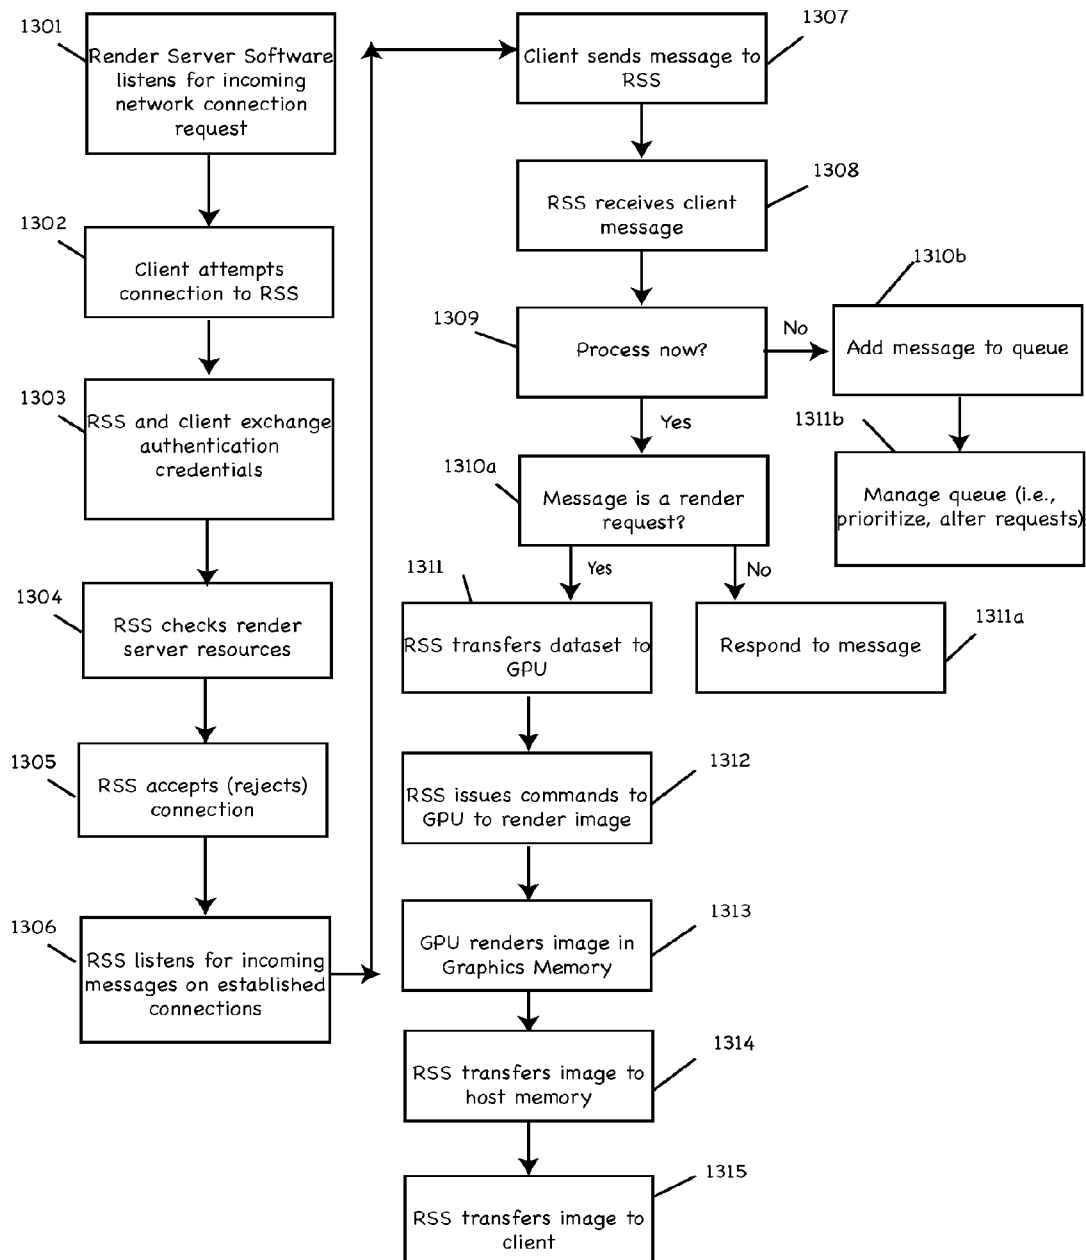 1301
Render Server Software
listens for incoming
network connection
request
1302
Client attempts
connection to RSS
1303
RSS and client exchange
authentication
credentials
1304
RSS checks render
server resources
1305
RSS accepts (rejects)
connection
1306
RSS listens for incoming
messages on established
connections
1307
Client sends message to
RSS
1308
RSS receives client
message
1309
Process now?
No
1310b
Add message to queue
1311b
Manage queue (i.e.,
prioritize, alter requests)
Yes
1310a
Message is a render
request?
Yes
No
1311
RSS transfers dataset to
GPU
1311a
Respond to message
1312
RSS issues commands to
GPU to render image
1313
GPU renders image in
Graphics Memory
1314
RSS transfers image to
host memory
1315
RSS transfers image to
client